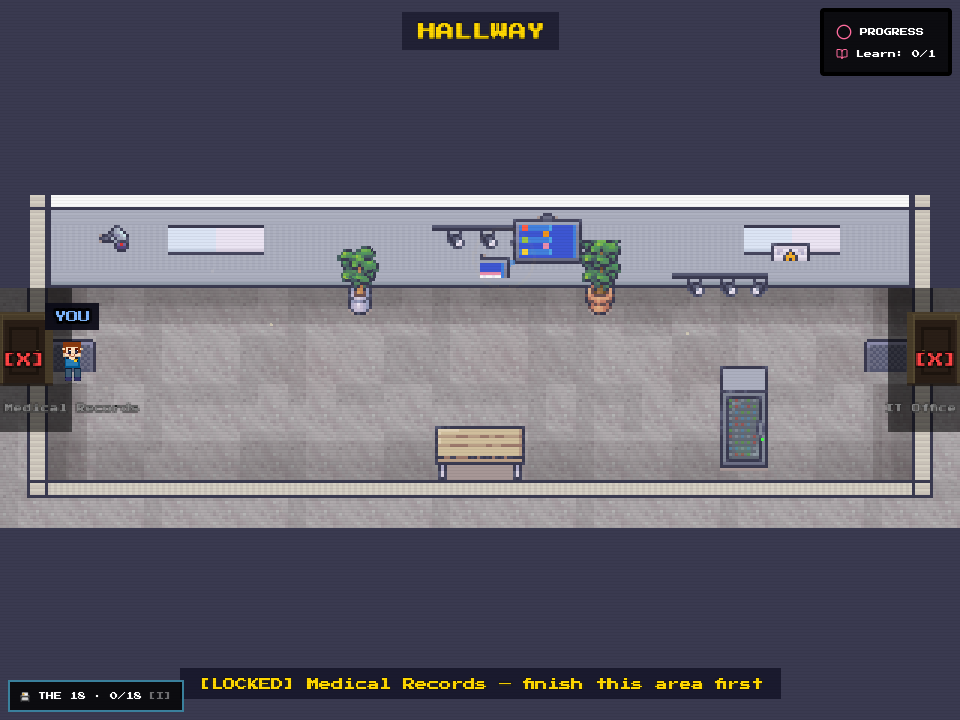 HALLWAY
PROGRESS
Learn: 0/1
YOU
[X]
[X]
Medical Records
IT Office
[LOCKED] Medical Records — finish this area first
THE 18 · 0/18 [I]